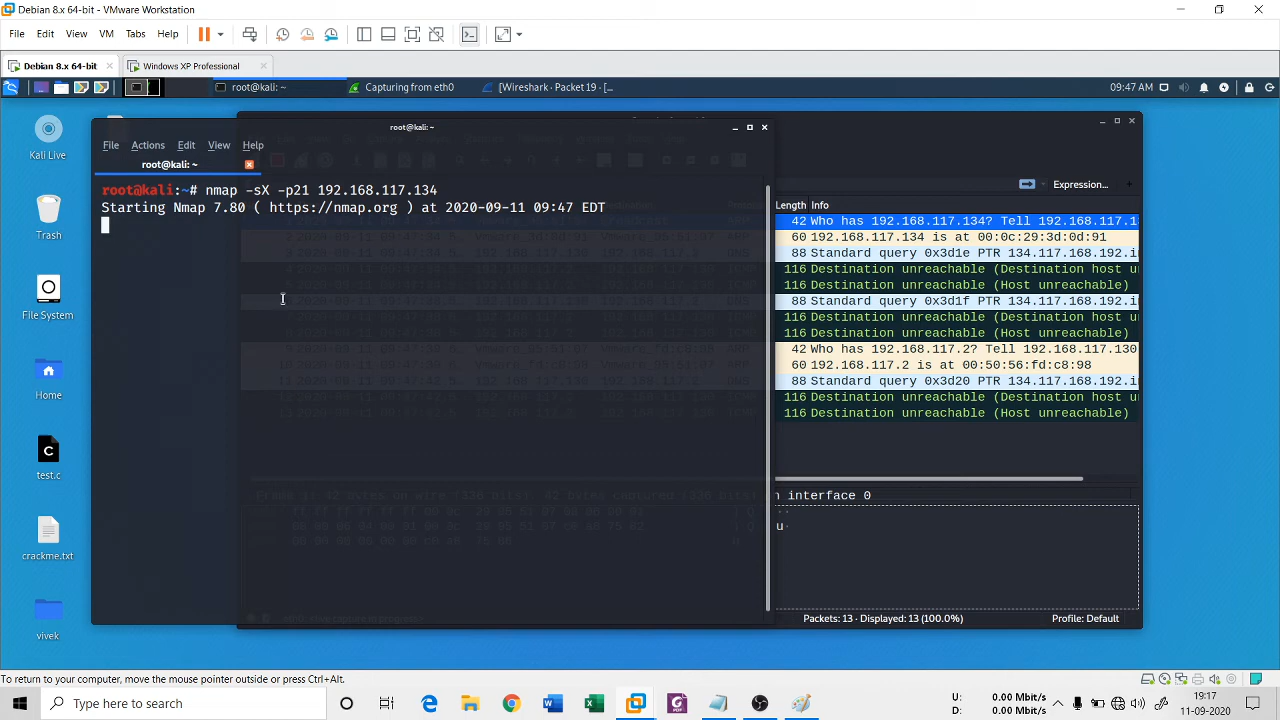 Debian 8.x 64-bit - VMware Workstation
File Edit View VM Tabs Help
Debian 8.x 64-bit Windows XP Professional
root@kali: ~ Capturing from eth0 [Wireshark · Packet 19 · [... 09:47 AM
root@kali: ~
File Actions Edit View Help
root@kali: ~
root@kali:~# nmap -sX -p21 192.168.117.134
Starting Nmap 7.80 ( https://nmap.org ) at 2020-09-11 09:47 EDT
Expression...
Length Info
42 Who has 192.168.117.134? Tell 192.168.117.13
60 192.168.117.134 is at 00:0c:29:3d:0d:91
88 Standard query 0x3d1e PTR 134.117.168.192.i
116 Destination unreachable (Destination host u
116 Destination unreachable (Host unreachable)
88 Standard query 0x3d1f PTR 134.117.168.192.i
116 Destination unreachable (Destination host u
116 Destination unreachable (Host unreachable)
42 Who has 192.168.117.2? Tell 192.168.117.130
60 192.168.117.2 is at 00:50:56:fd:c8:98
88 Standard query 0x3d20 PTR 134.117.168.192.i
116 Destination unreachable (Destination host u
116 Destination unreachable (Host unreachable)
n interface 0
u·
Packets: 13 · Displayed: 13 (100.0%) Profile: Default
Kali Live
Trash
File System
Home
test.c
crackme.txt
vivek
To return to your computer, move the mouse pointer outside or press Ctrl+Alt.
Type here to search
U: 0.00 Mbit/s
D: 0.00 Mbit/s
19:17
11-09-2020